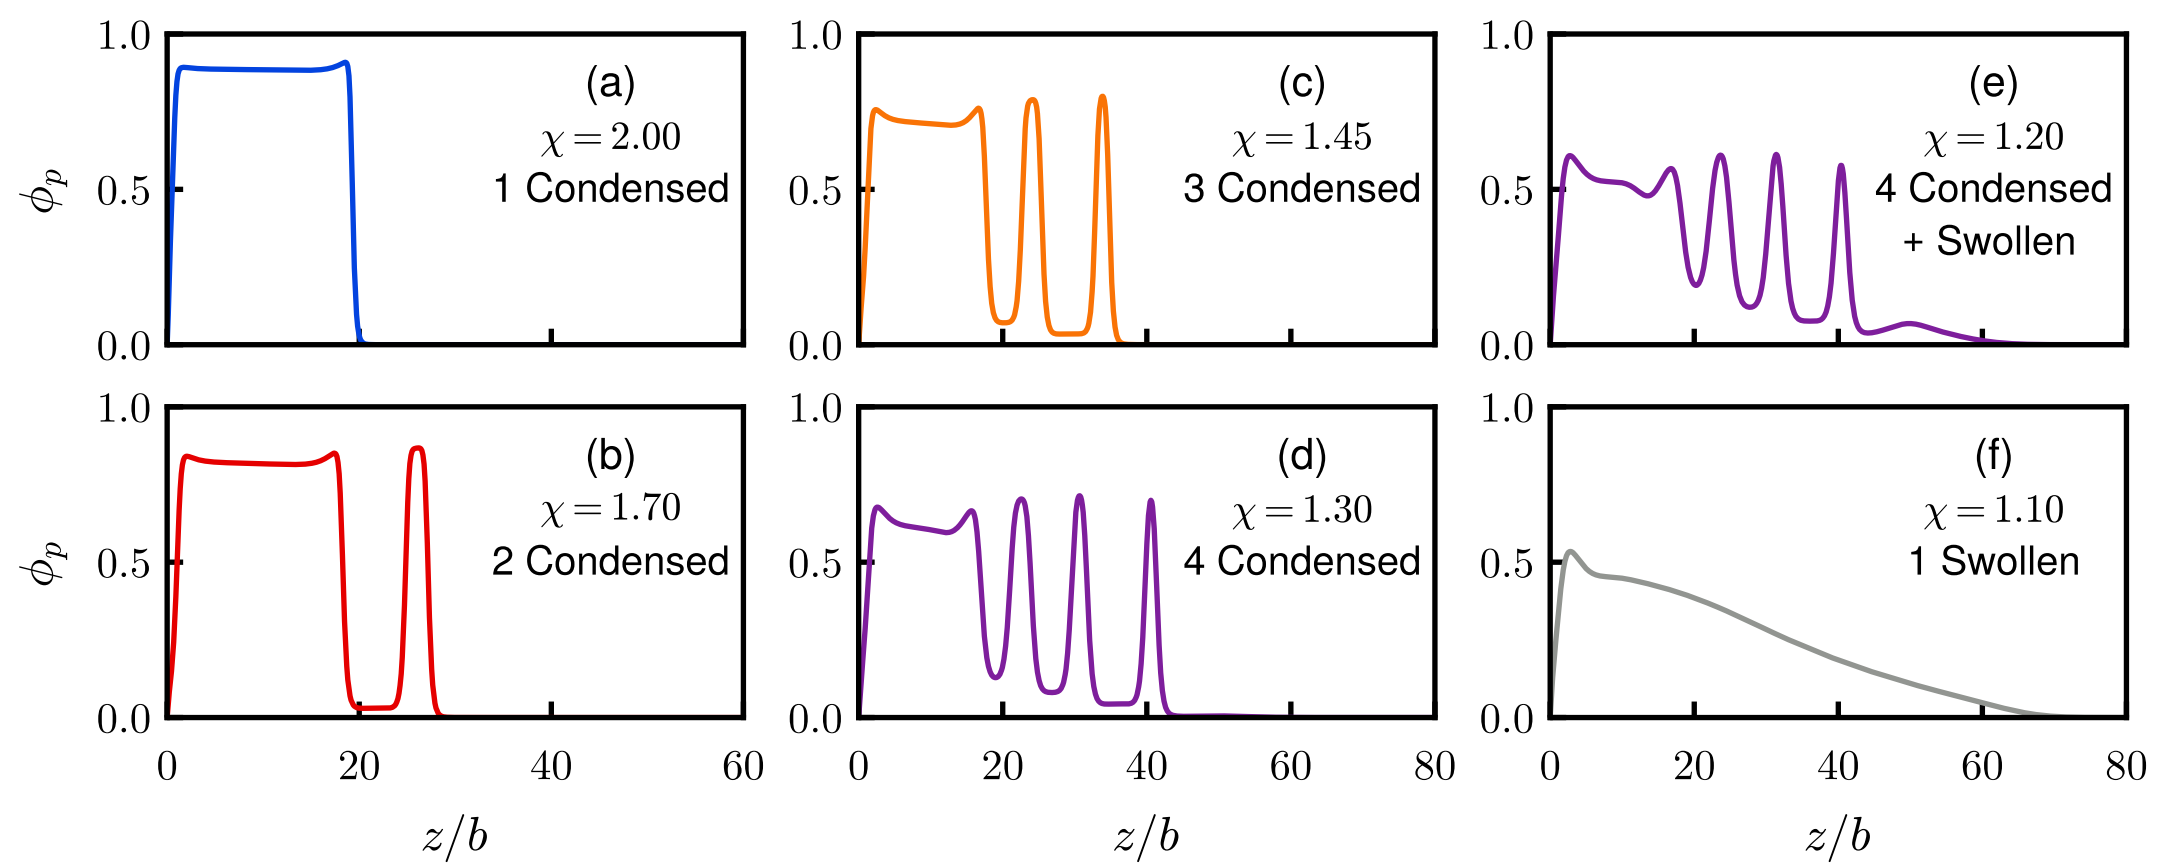 1.0
(a)
χ = 2.00
1 Condensed
0.5
ϕp
0.0
1.0
(c)
χ = 1.45
3 Condensed
0.5
0.0
1.0
(e)
χ = 1.20
4 Condensed
+ Swollen
0.5
0.0
1.0
(b)
χ = 1.70
2 Condensed
0.5
ϕp
0.0
0 20 40 60
z/b
1.0
(d)
χ = 1.30
4 Condensed
0.5
0.0
0 20 40 60 80
z/b
1.0
(f)
χ = 1.10
1 Swollen
0.5
0.0
0 20 40 60 80
z/b